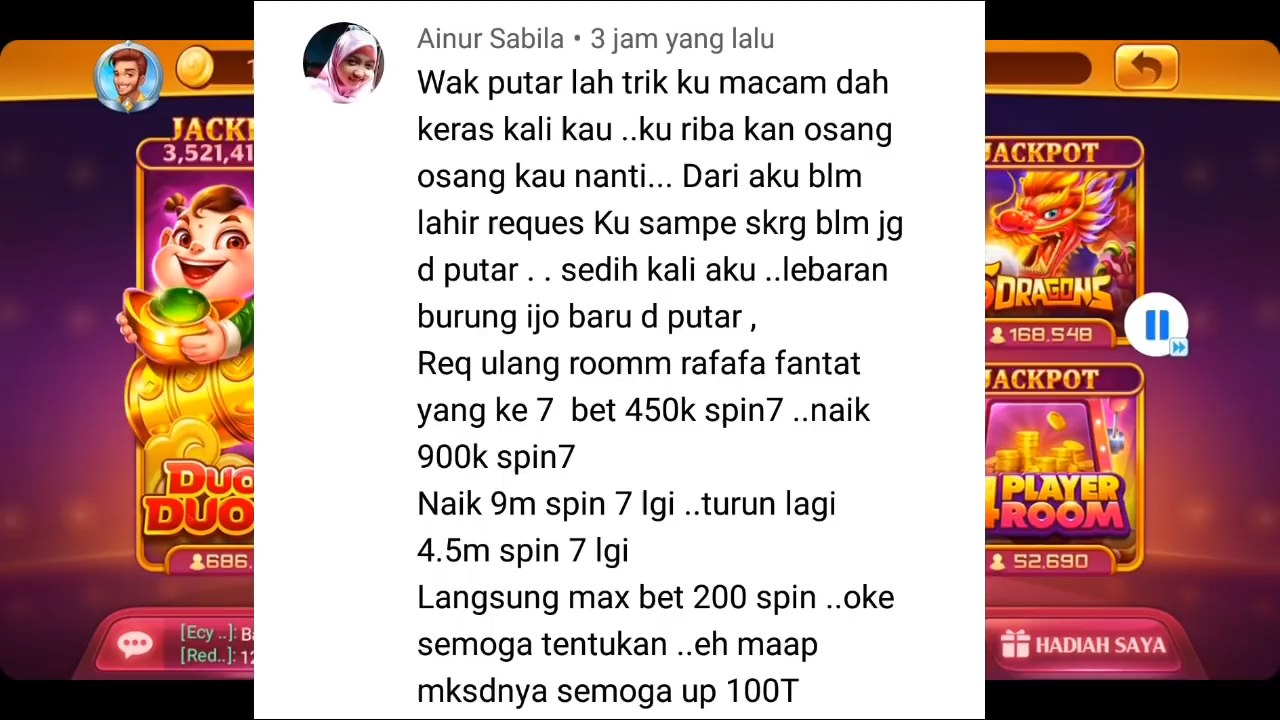 Ainur Sabila • 3 jam yang lalu
Wak putar lah trik ku macam dah
keras kali kau ..ku riba kan osang
osang kau nanti... Dari aku blm
lahir reques Ku sampe skrg blm jg
d putar . . sedih kali aku ..lebaran
burung ijo baru d putar ,
Req ulang roomm rafafa fantat
yang ke 7 bet 450k spin7 ..naik
900k spin7
Naik 9m spin 7 lgi ..turun lagi
4.5m spin 7 lgi
Langsung max bet 200 spin ..oke
semoga tentukan ..eh maap
mksdnya semoga up 100T
3,521,41
DUO
DUO
686.
[Ecy ..]: B
[Red..]: 1
JACKPOT
DRAGONS
168,548
JACKPOT
PLAYER
ROOM
52,690
HADIAH SAYA